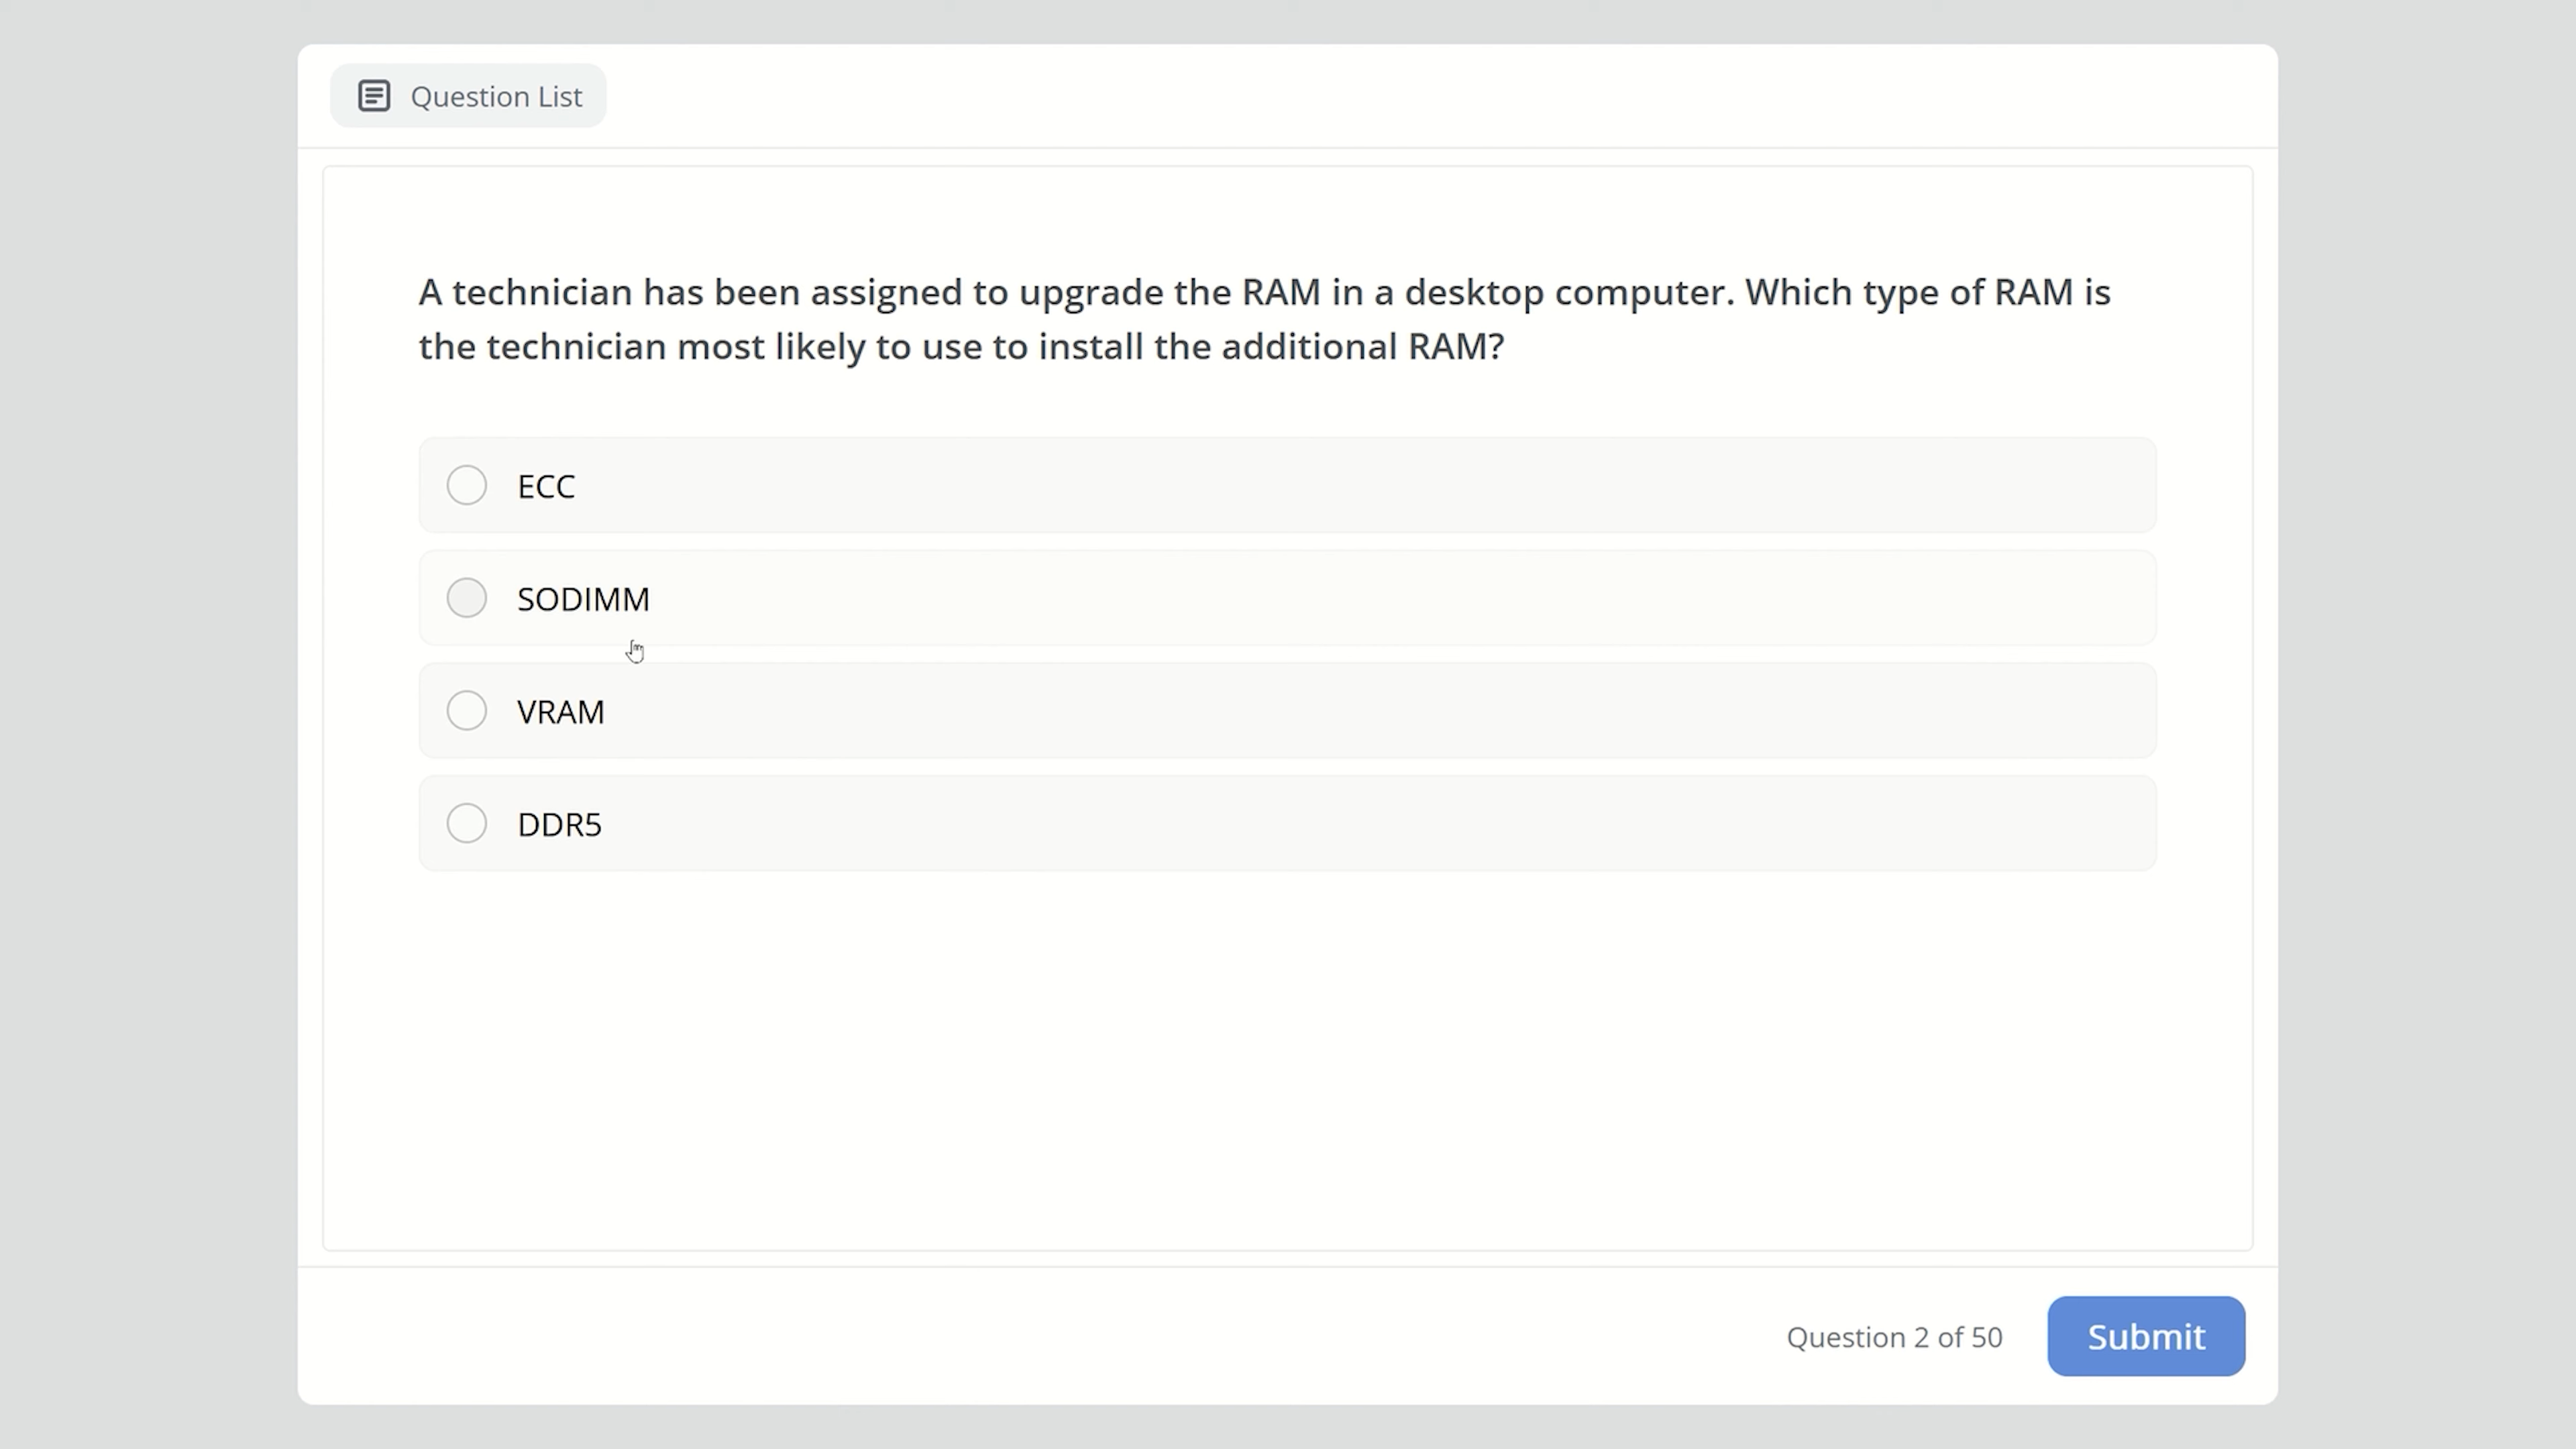 Question List
A technician has been assigned to upgrade the RAM in a desktop computer. Which type of RAM is
the technician most likely to use to install the additional RAM?
ECC
SODIMM
VRAM
DDR5
Question 2 of 50
Submit